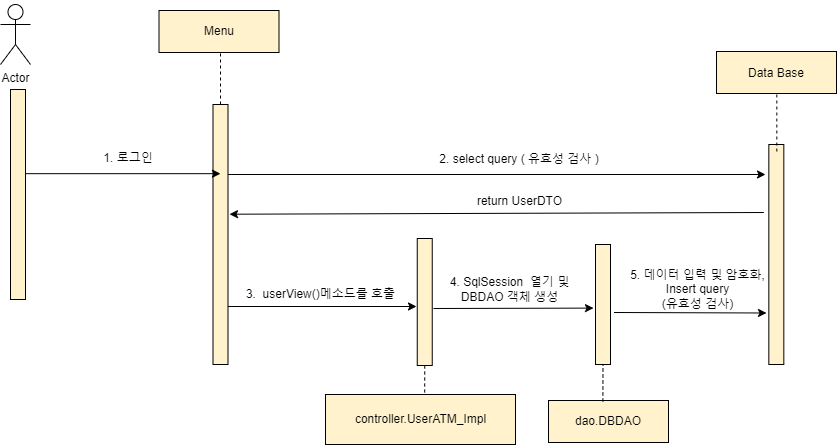 Menu
Data Base
Actor
1. 로그인
2. select query ( 유효성 검사 )
return UserDTO
3. userView()메소드를 호출
4. SqlSession 열기 및
DBDAO 객체 생성
5. 데이터 입력 및 암호화,
Insert query
(유효성 검사)
controller.UserATM_Impl
dao.DBDAO